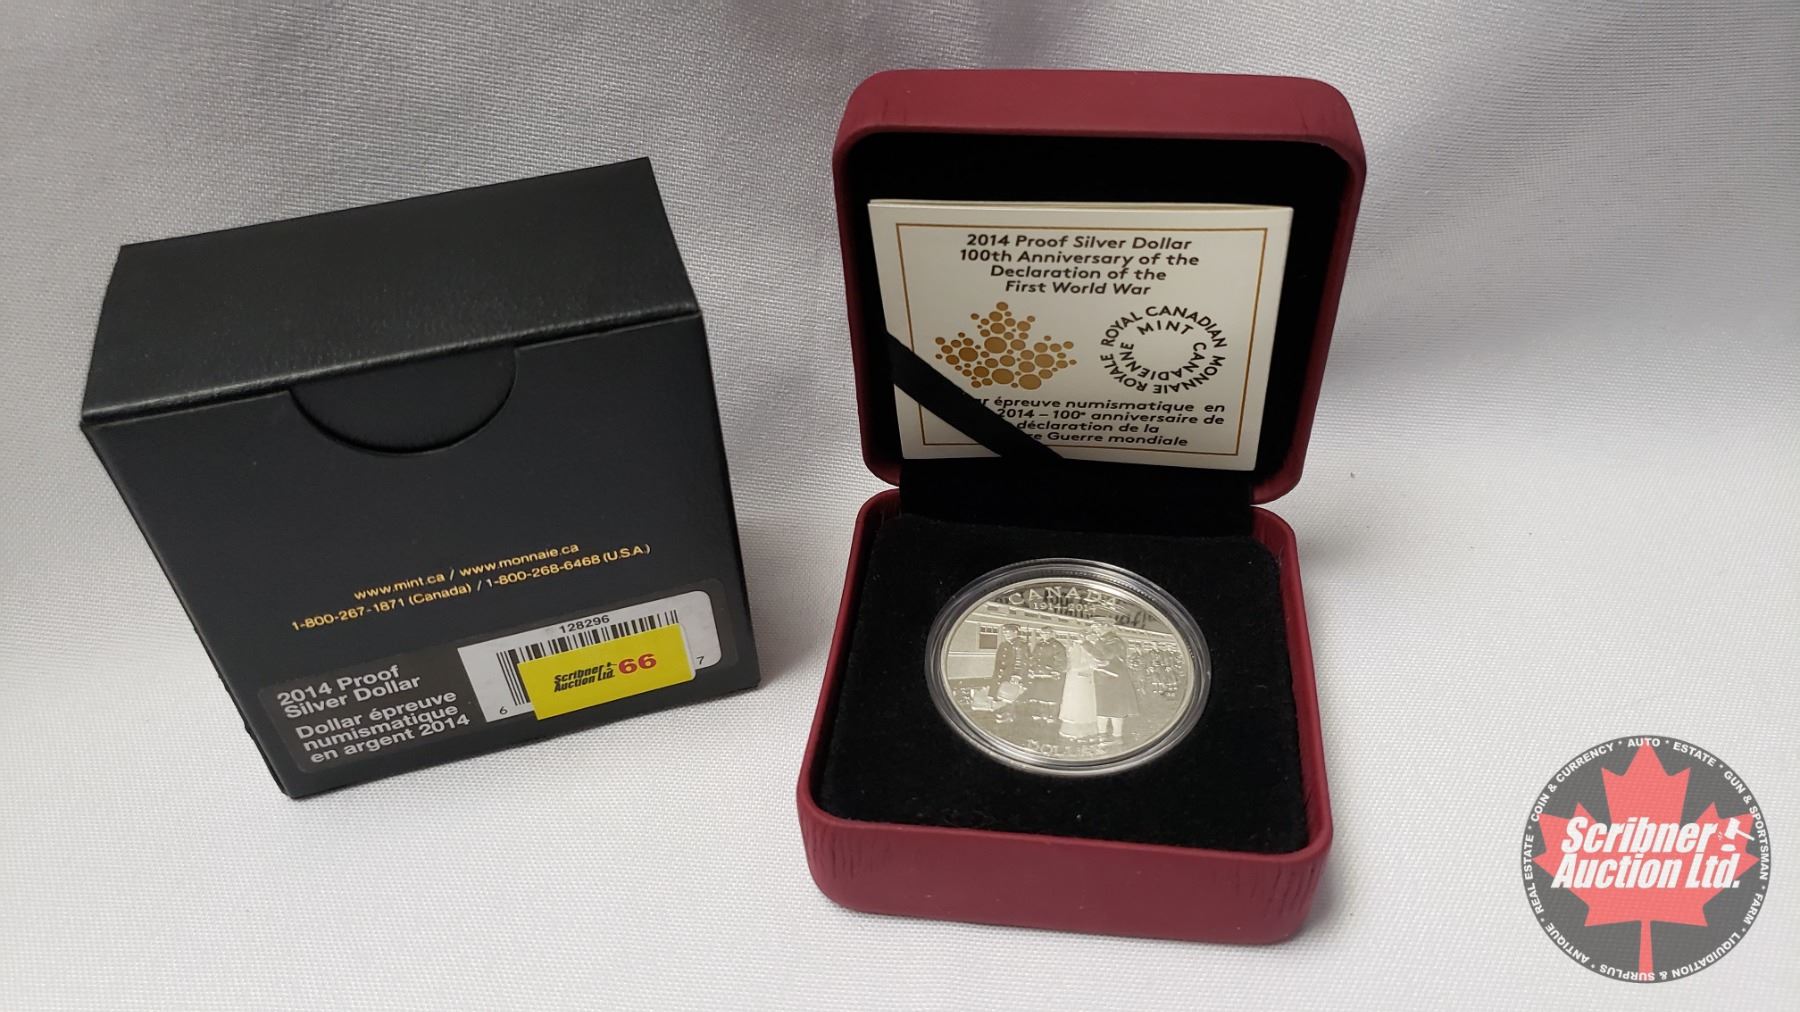 www.mint.ca / www.monnaie.ca
1-800-267-1871 (Canada) / 1-800-268-6468 (U.S.A.)
2014 Proof
Silver Dollar
Dollar épreuve
numismatique
en argent 2014
128296
6
7
Scribner
Auction Ltd.
66
2014 Proof Silver Dollar
100th Anniversary of the
Declaration of the
First World War
ROYAL CANADIAN MINT
MONNAIE ROYALE CANADIENNE
épreuve numismatique en
2014 – 100e anniversaire de
déclaration de la
Guerre mondiale
CANADA
1914-2014
COIN & CURRENCY * AUTO * ESTATE * GUN & SPORTSMAN * FARM * LIQUIDATION & SURPLUS * ANTIQUE * REAL ESTATE *
Scribner
Auction Ltd.